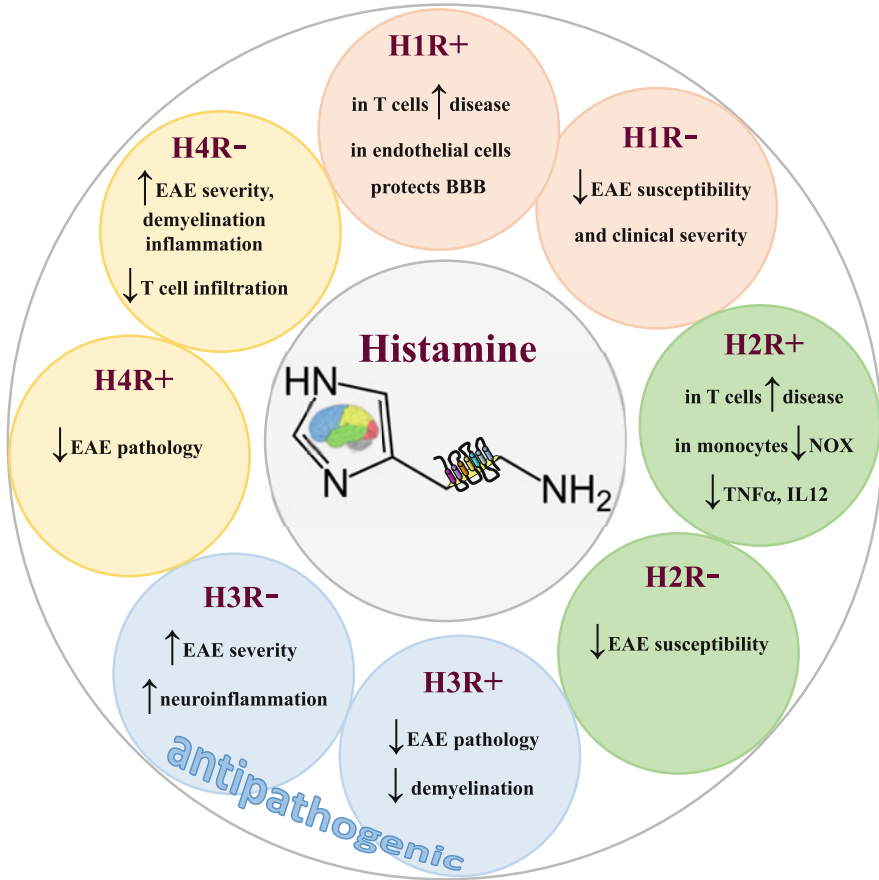 H1R+
in T cells ↑ disease
in endothelial cells
protects BBB
H1R-
↓ EAE susceptibility
and clinical severity
H2R+
in T cells ↑ disease
in monocytes ↓ NOX
↓ TNFα, IL12
H2R-
↓ EAE susceptibility
H3R+
↓ EAE pathology
↓ demyelination
H3R-
↑ EAE severity
↑ neuroinflammation
antipathogenic
H4R+
↓ EAE pathology
H4R-
↑ EAE severity,
demyelination
inflammation
↓ T cell infiltration
Histamine
HN
N
NH₂